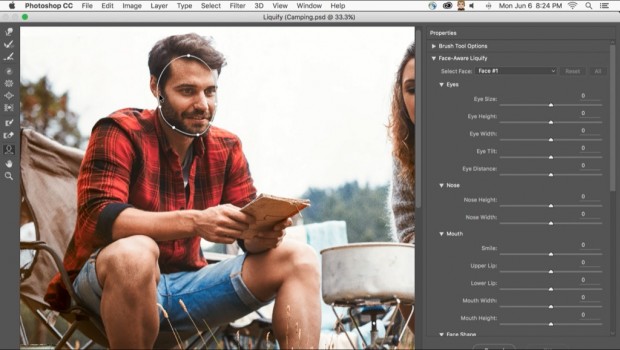 Photoshop CC File Edit Image Layer Type Select Filter 3D View Window Help Mon Jun 6 8:24 PM
Liquify (Camping.psd @ 33.3%)
Properties
Brush Tool Options
Face-Aware Liquify
Select Face: Face #1 Reset All
Eyes
Eye Size: 0
Eye Height: 0
Eye Width: 0
Eye Tilt: 0
Eye Distance: 0
Nose
Nose Height: 0
Nose Width: 0
Mouth
Smile: 0
Upper Lip: 0
Lower Lip: 0
Mouth Width: 0
Mouth Height: 0
Face Shape